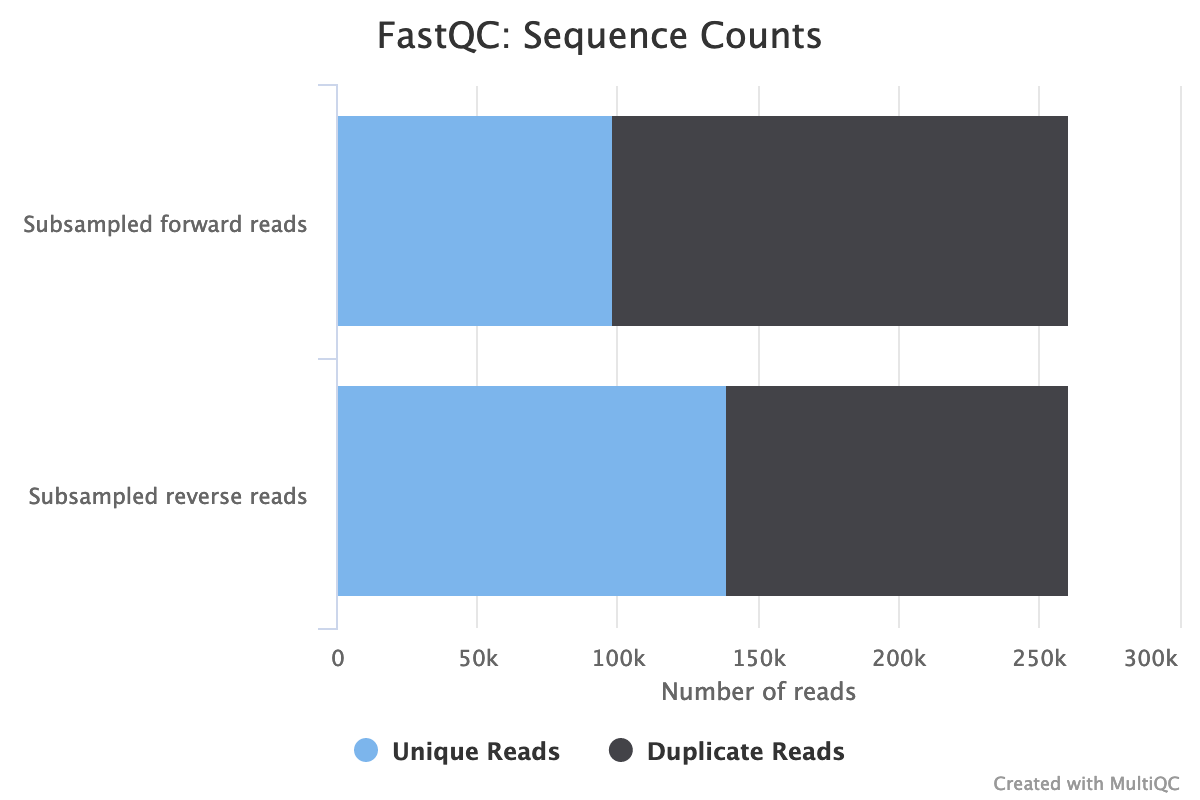 FastQC: Sequence Counts
Subsampled forward reads
Subsampled reverse reads
0 50k 100k 150k 200k 250k 300k
Number of reads
Unique Reads Duplicate Reads
Created with MultiQC